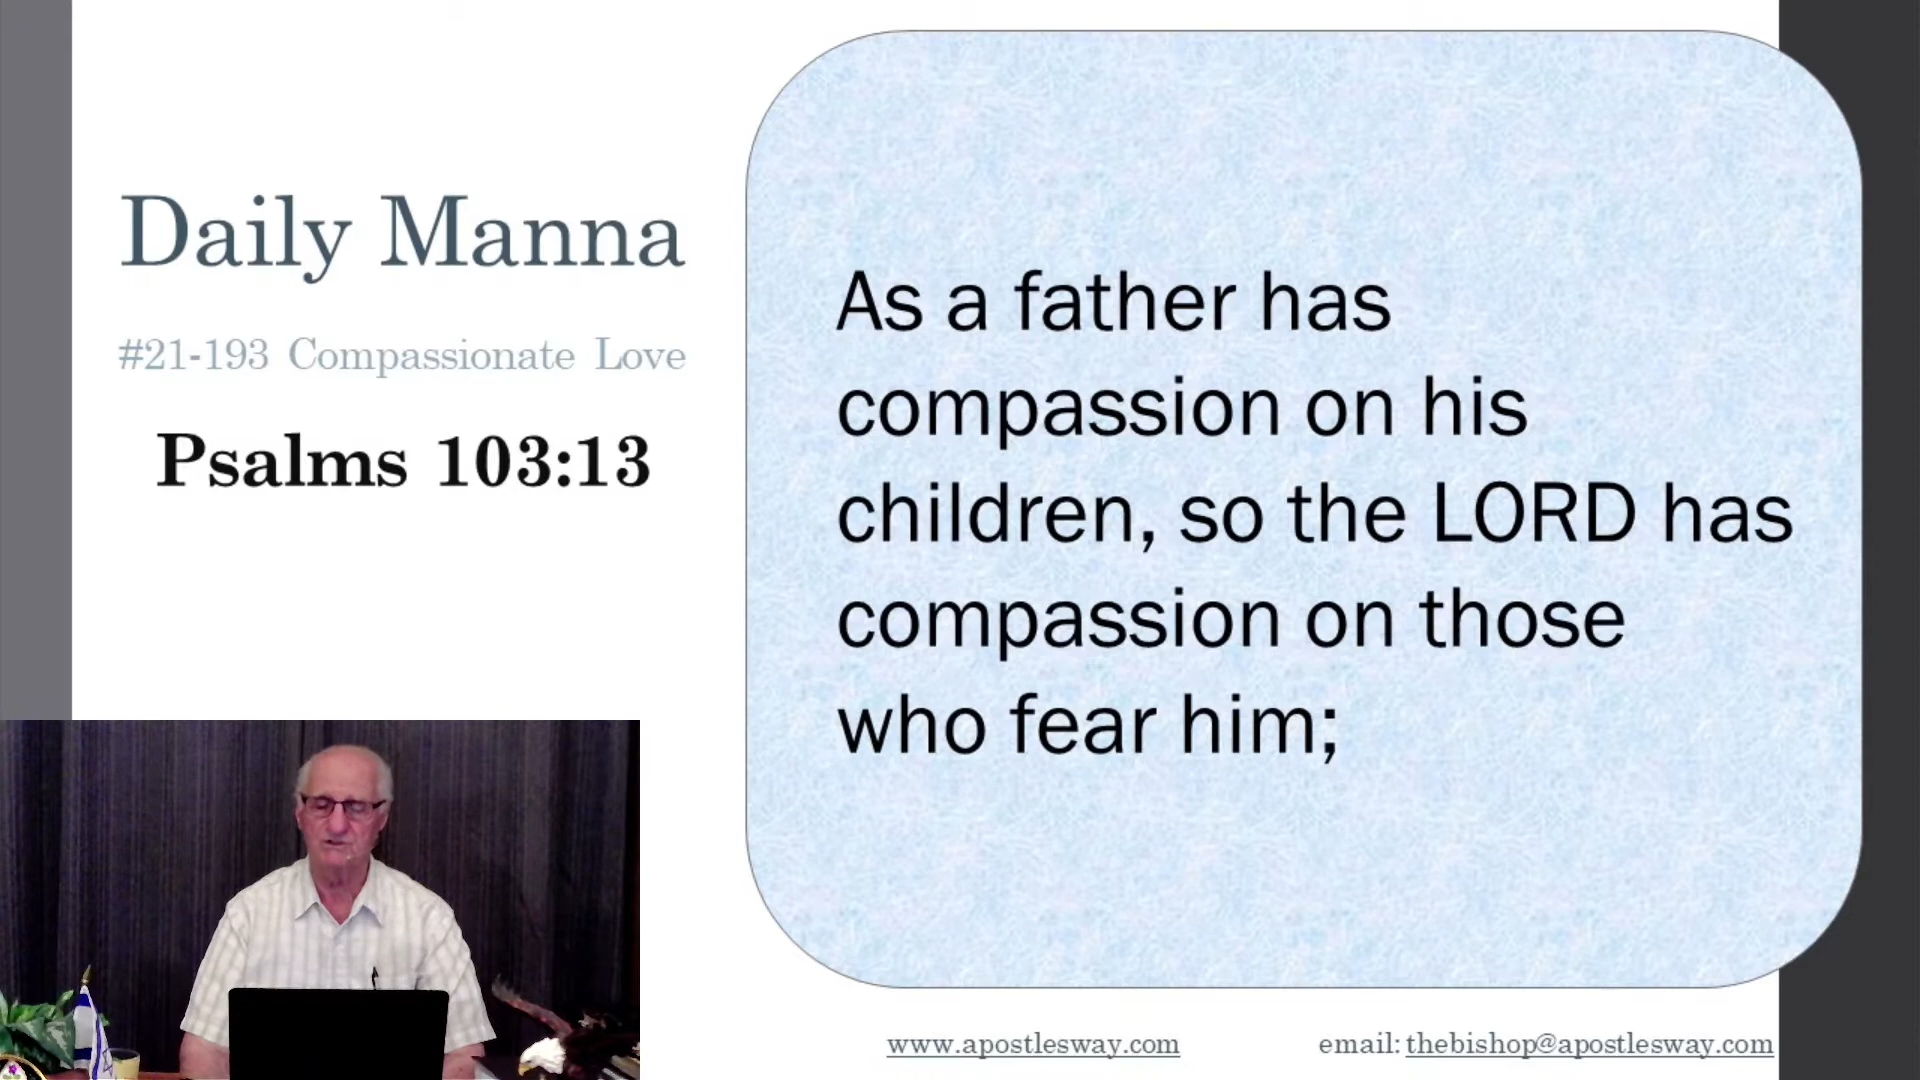 Daily Manna
#21-193 Compassionate Love
Psalms 103:13
As a father has
compassion on his
children, so the LORD has
compassion on those
who fear him;
www.apostlesway.com
email: thebishop@apostlesway.com